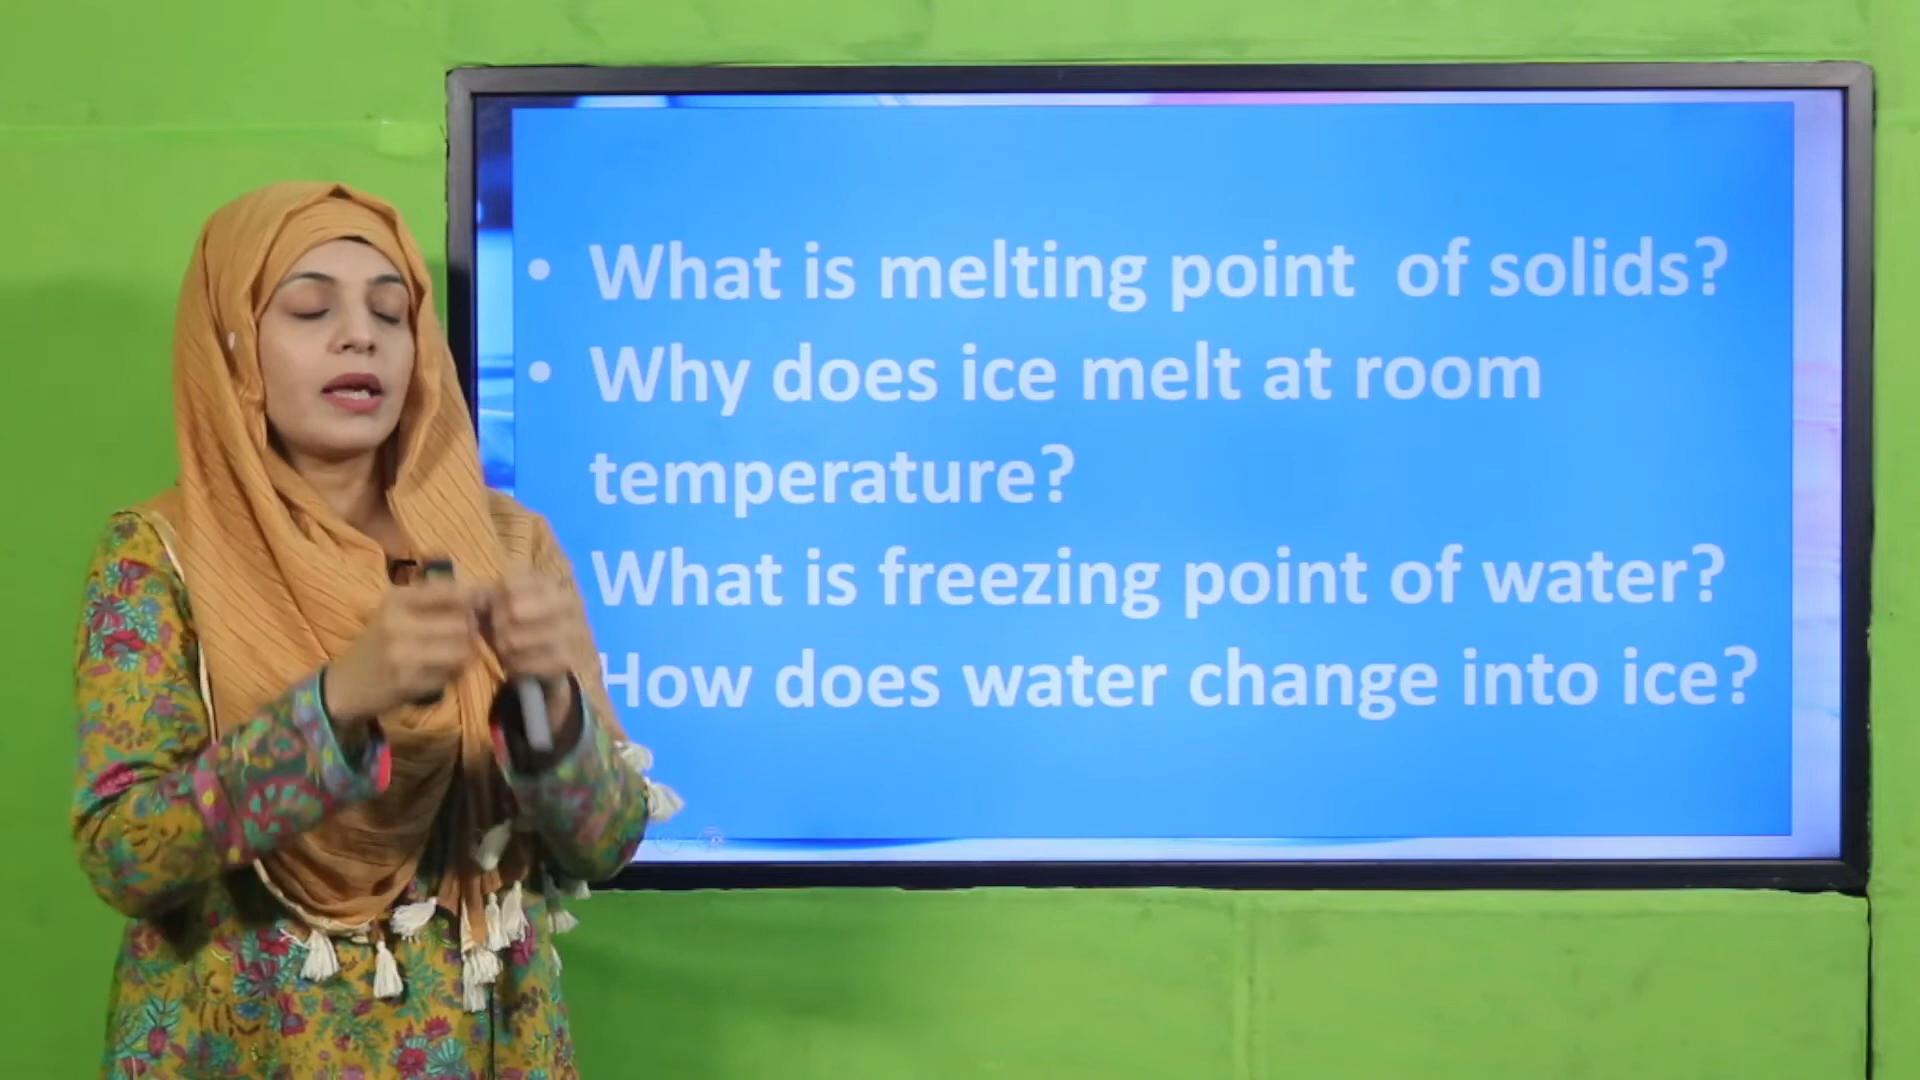 • What is melting point of solids?
• Why does ice melt at room
temperature?
What is freezing point of water?
How does water change into ice?